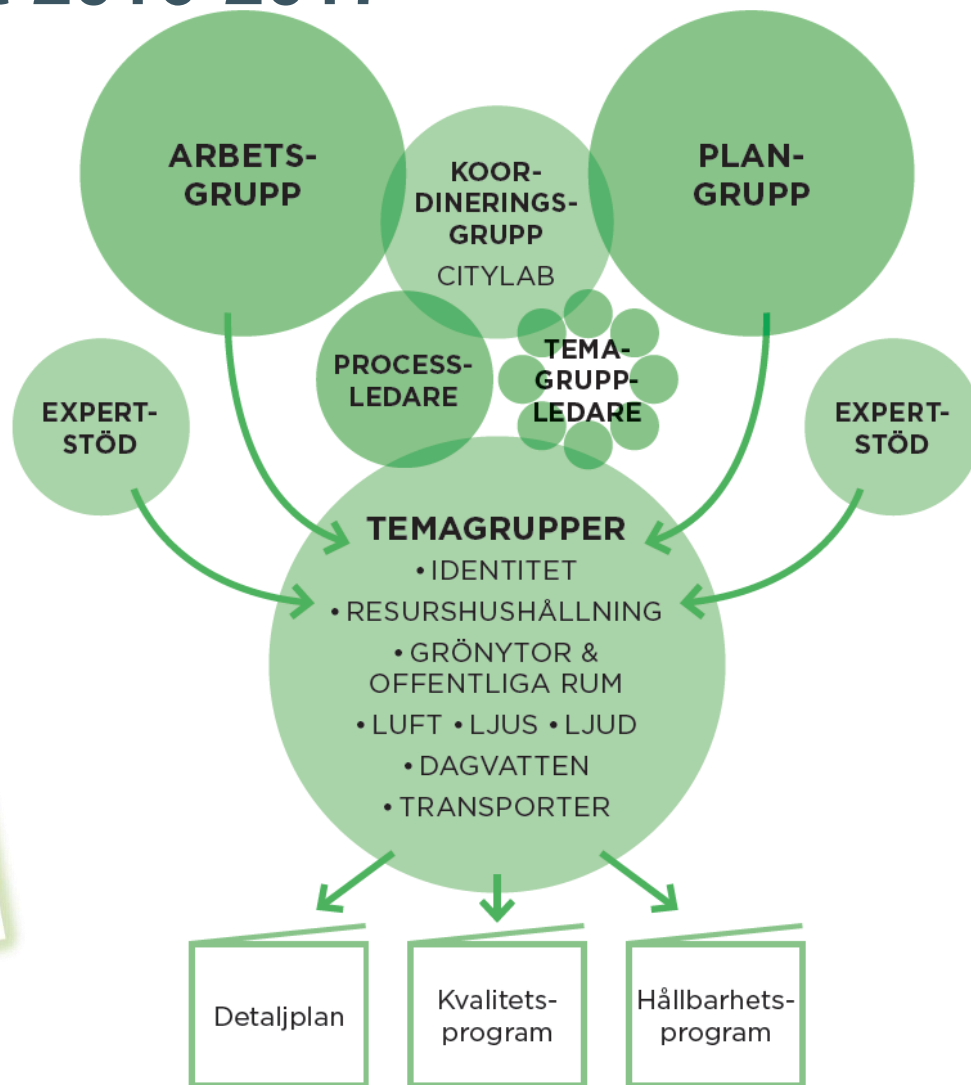 ARBETS-
GRUPP
KOOR-
DINERINGS-
GRUPP
CITYLAB
PLAN-
GRUPP
PROCESS-
LEDARE
TEMA-
GRUPP-
LEDARE
EXPERT-
STÖD
EXPERT-
STÖD
TEMAGRUPPER
• IDENTITET
• RESURSHUSHÅLLNING
• GRÖNYTOR &
OFFENTLIGA RUM
• LUFT • LJUS • LJUD
• DAGVATTEN
• TRANSPORTER
Detaljplan
Kvalitets-
program
Hållbarhets-
program